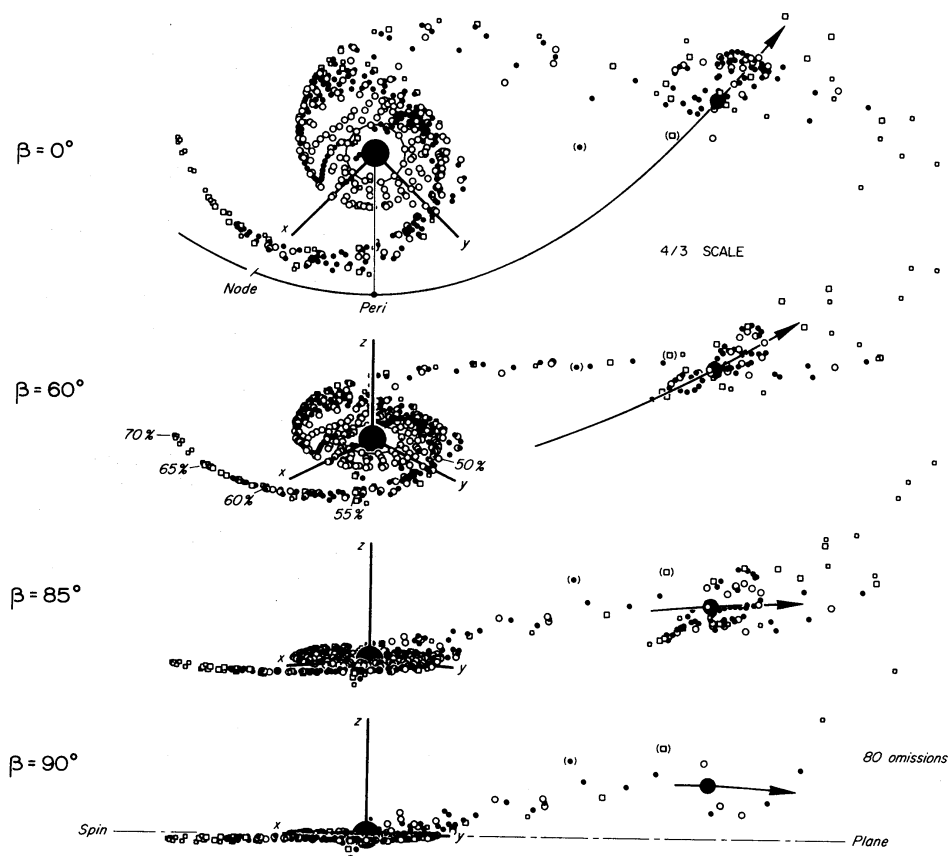 β = 0°
x
y
4/3 SCALE
Node
Peri
z
β = 60°
70%
65%
60%
55%
50%
x
y
z
β = 85°
x
y
z
β = 90°
80 omissions
x
Spin
y
Plane